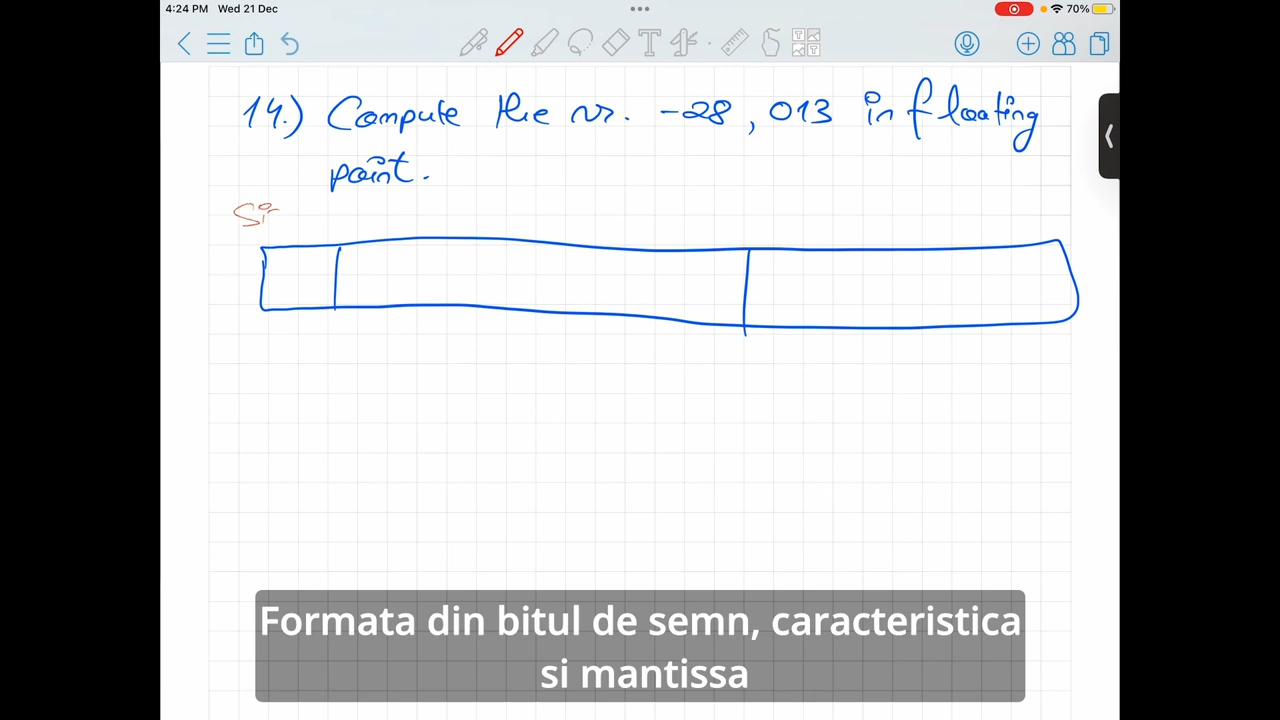 4:24 PM Wed 21 Dec
70%
14.) Compute the nr. -28,013 in floating
point.
Si
Formata din bitul de semn, caracteristica
si mantissa